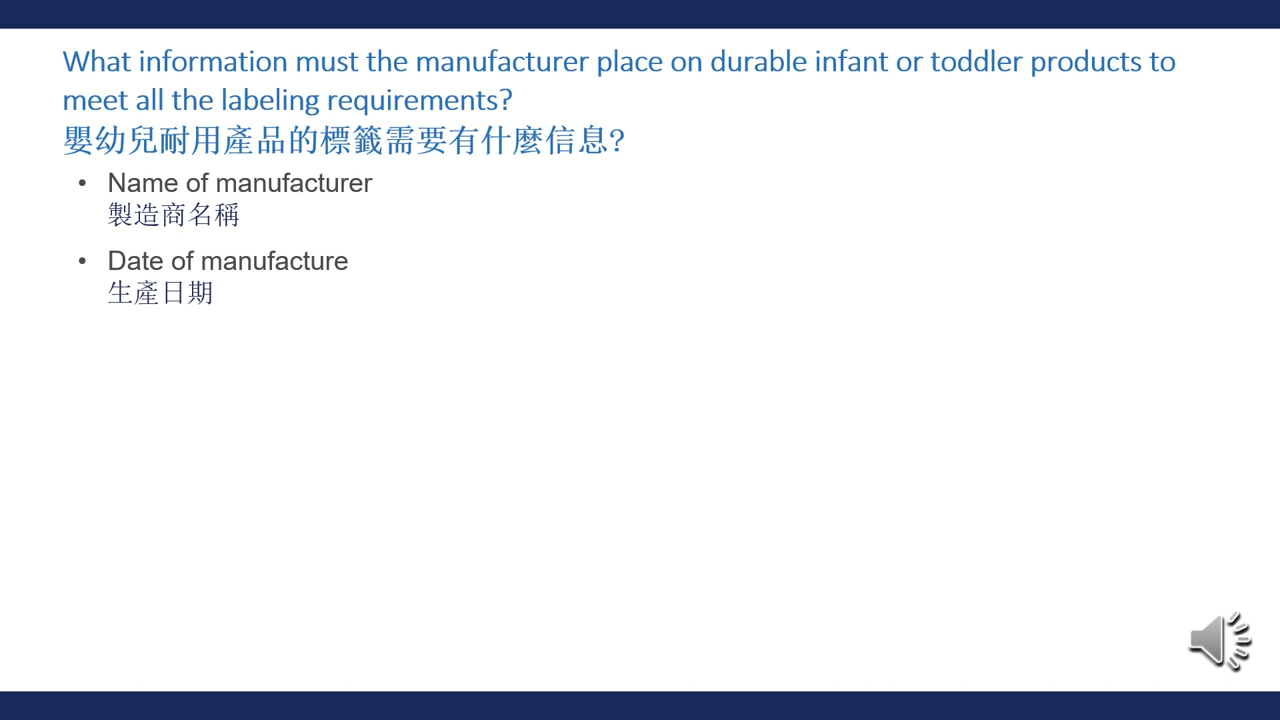 What information must the manufacturer place on durable infant or toddler products to
meet all the labeling requirements?
嬰幼兒耐用產品的標籤需要有什麼信息?
• Name of manufacturer
製造商名稱
• Date of manufacture
生產日期